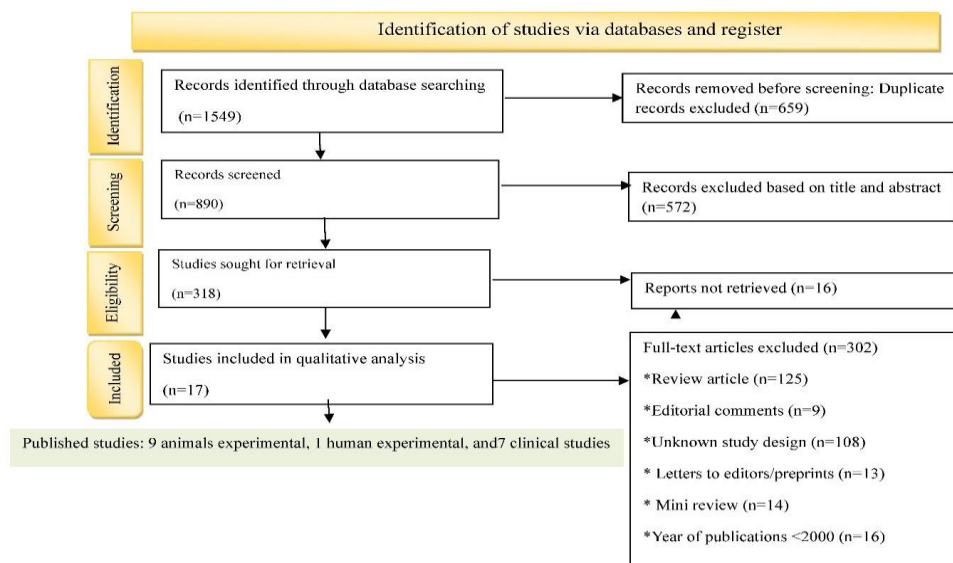 Identification of studies via databases and register
Identification
Records identified through database searching
(n=1549)
Records removed before screening: Duplicate
records excluded (n=659)
Screening
Records screened
(n=890)
Records excluded based on title and abstract
(n=572)
Eligibility
Studies sought for retrieval
(n=318)
Reports not retrieved (n=16)
Included
Studies included in qualitative analysis
(n=17)
Full-text articles excluded (n=302)
*Review article (n=125)
*Editorial comments (n=9)
*Unknown study design (n=108)
* Letters to editors/preprints (n=13)
* Mini review (n=14)
*Year of publications <2000 (n=16)
Published studies: 9 animals experimental, 1 human experimental, and7 clinical studies